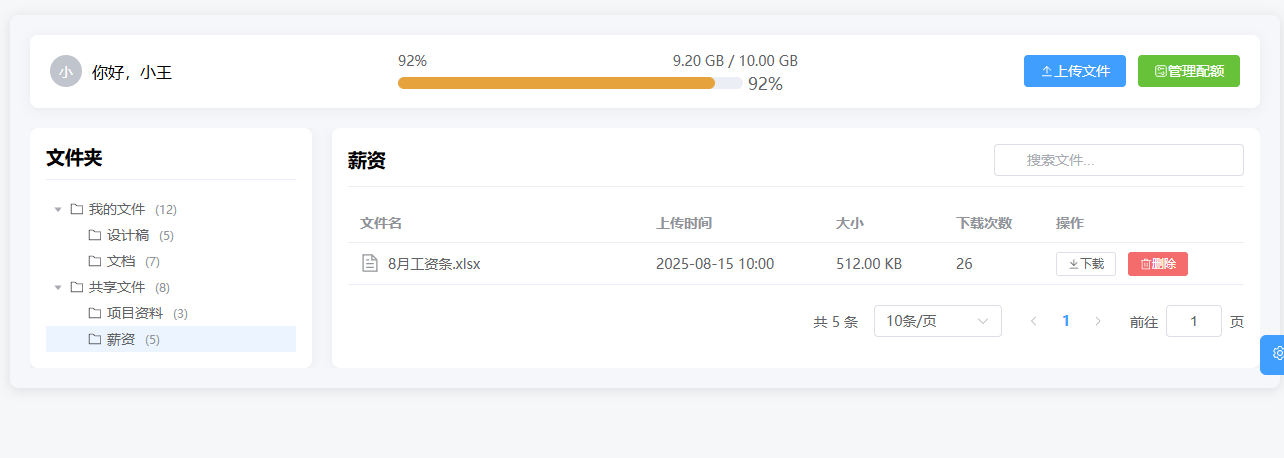 小 你好，小王
92% 9.20 GB / 10.00 GB
92%
上传文件 管理配额
文件夹
我的文件 (12)
设计稿 (5)
文档 (7)
共享文件 (8)
项目资料 (3)
薪资 (5)
薪资
搜索文件...
文件名 上传时间 大小 下载次数 操作
8月工资条.xlsx 2025-08-15 10:00 512.00 KB 26 下载 删除
共 5 条 10条/页 1 前往 1 页